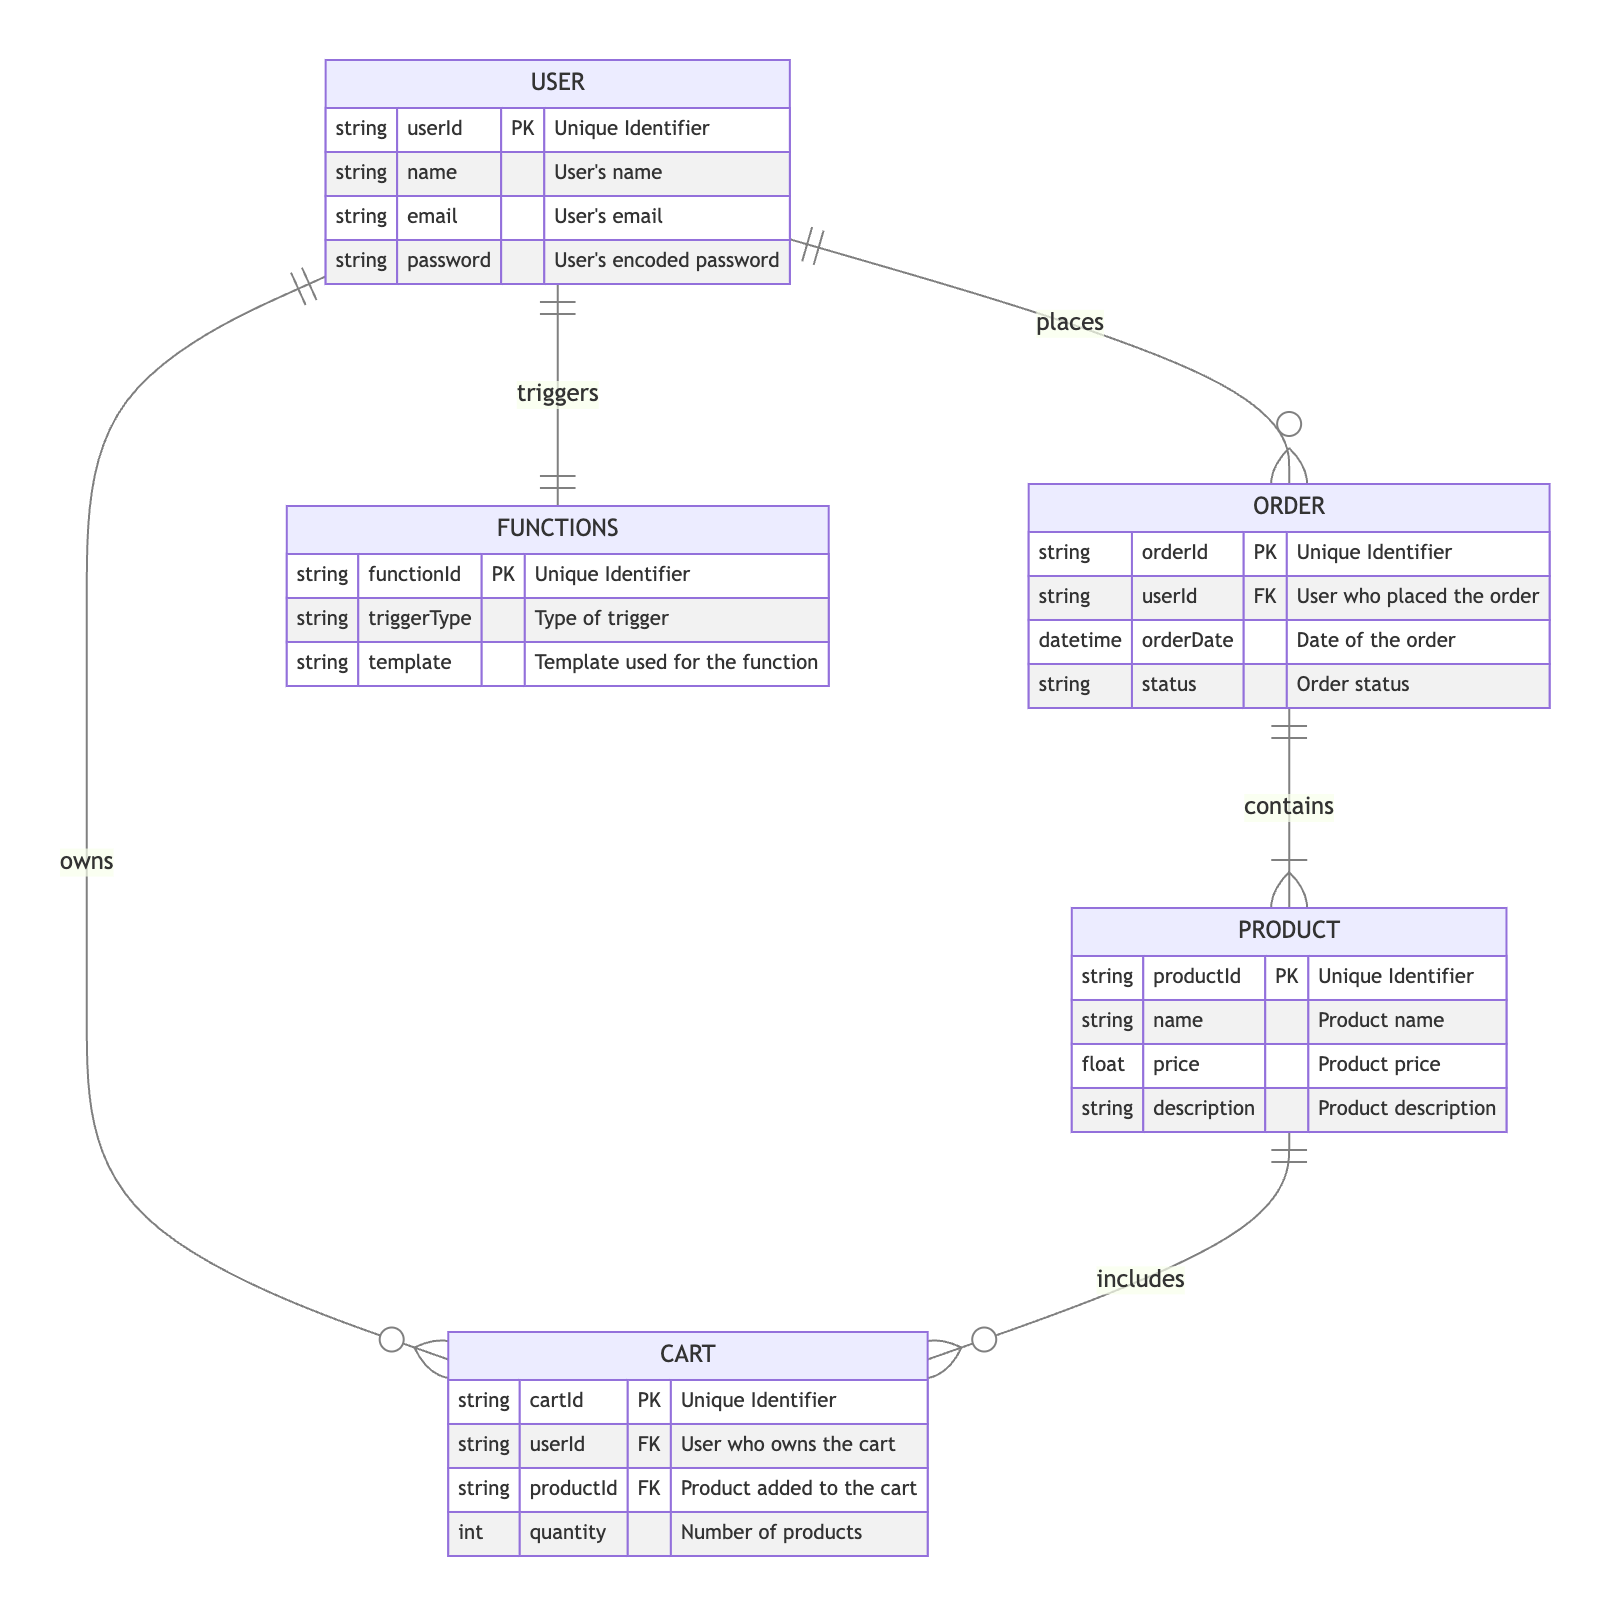 USER
string userId PK Unique Identifier
string name User's name
string email User's email
string password User's encoded password
places
triggers
FUNCTIONS
string functionId PK Unique Identifier
string triggerType Type of trigger
string template Template used for the function
ORDER
string orderId PK Unique Identifier
string userId FK User who placed the order
datetime orderDate Date of the order
string status Order status
contains
owns
PRODUCT
string productId PK Unique Identifier
string name Product name
float price Product price
string description Product description
includes
CART
string cartId PK Unique Identifier
string userId FK User who owns the cart
string productId FK Product added to the cart
int quantity Number of products